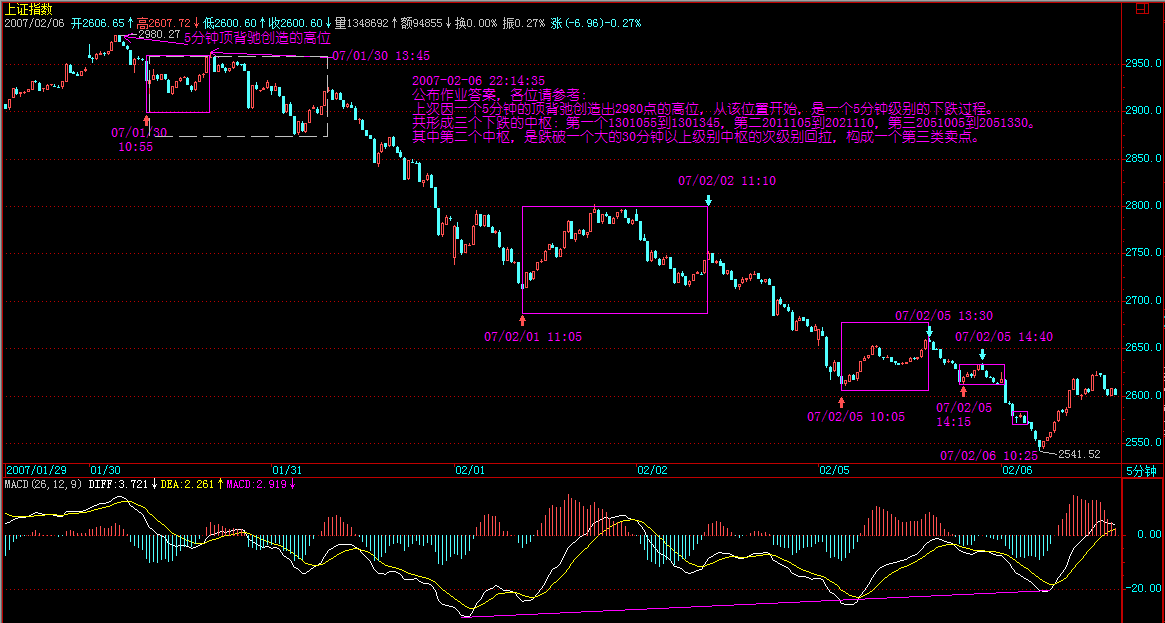 上证指数
2007/02/06 开2606.65↑高2607.72↓低2600.60↑收2600.60↓量1348692↑额94855↓换0.00% 振0.27% 涨(-6.96)-0.27%
2980.27 5分钟顶背驰创造的高位
07/01/30 13:45
2950.0
2007-02-06 22:14:35
公布作业答案，各位请参考:
上次因一个5分钟的顶背驰创造出2980点的高位，从该位置开始，是一个5分钟级别的下跌过程。
2900.0
共形成三个下跌的中枢：第一个1301055到1301345，第二2011105到2021110，第三2051005到2051330。
其中第二个中枢，是跌破一个大的30分钟以上级别中枢的次级别回拉，构成一个第三类卖点。
07/01/30
10:55
2850.0
07/02/02 11:10
2800.0
2750.0
2700.0
07/02/05 13:30
07/02/01 11:05
07/02/05 14:40
2650.0
2600.0
07/02/05 10:05
07/02/05
14:15
2550.0
07/02/06 10:25
2541.52
2007/01/29 01/30 01/31 02/01 02/02 02/05 02/06 5分钟
MACD(26,12,9) DIFF:3.721↓DEA:2.261↑MACD:2.919↓
0.00
-20.00